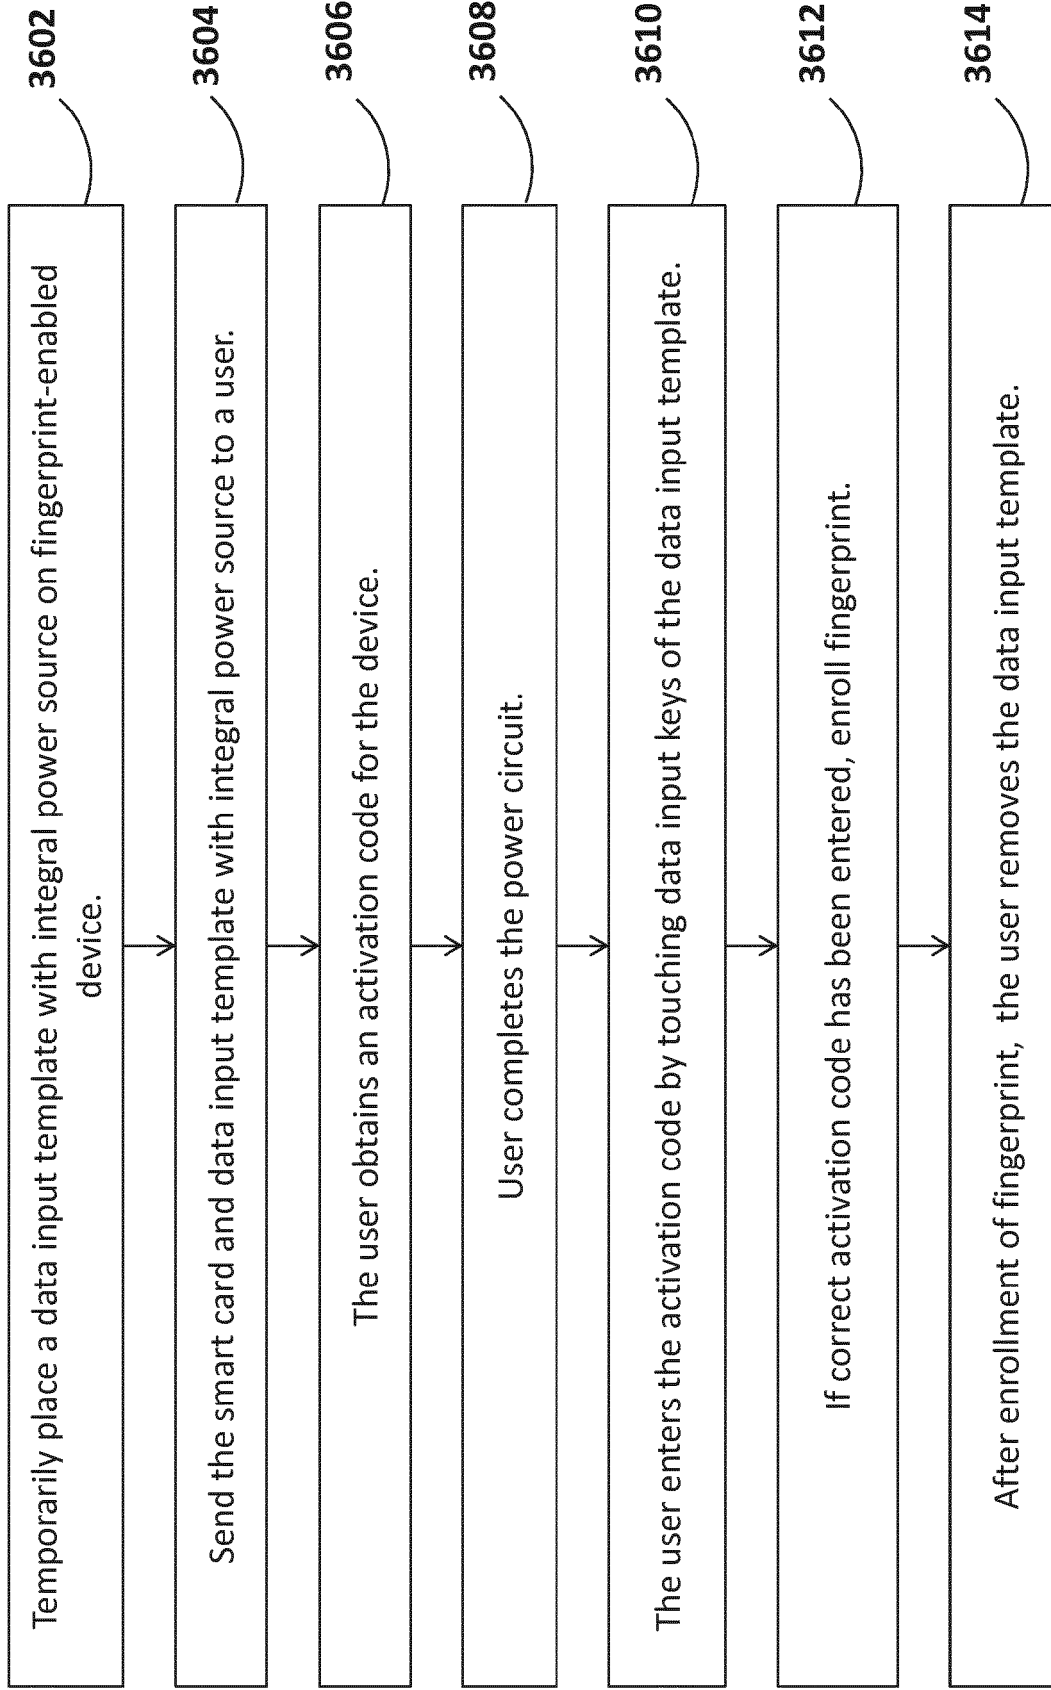 Temporarily place a data input template with integral power source on fingerprint-enabled
device.
3602
Send the smart card and data input template with integral power source to a user.
3604
The user obtains an activation code for the device.
3606
User completes the power circuit.
3608
The user enters the activation code by touching data input keys of the data input template.
3610
If correct activation code has been entered, enroll fingerprint.
3612
After enrollment of fingerprint, the user removes the data input template.
3614